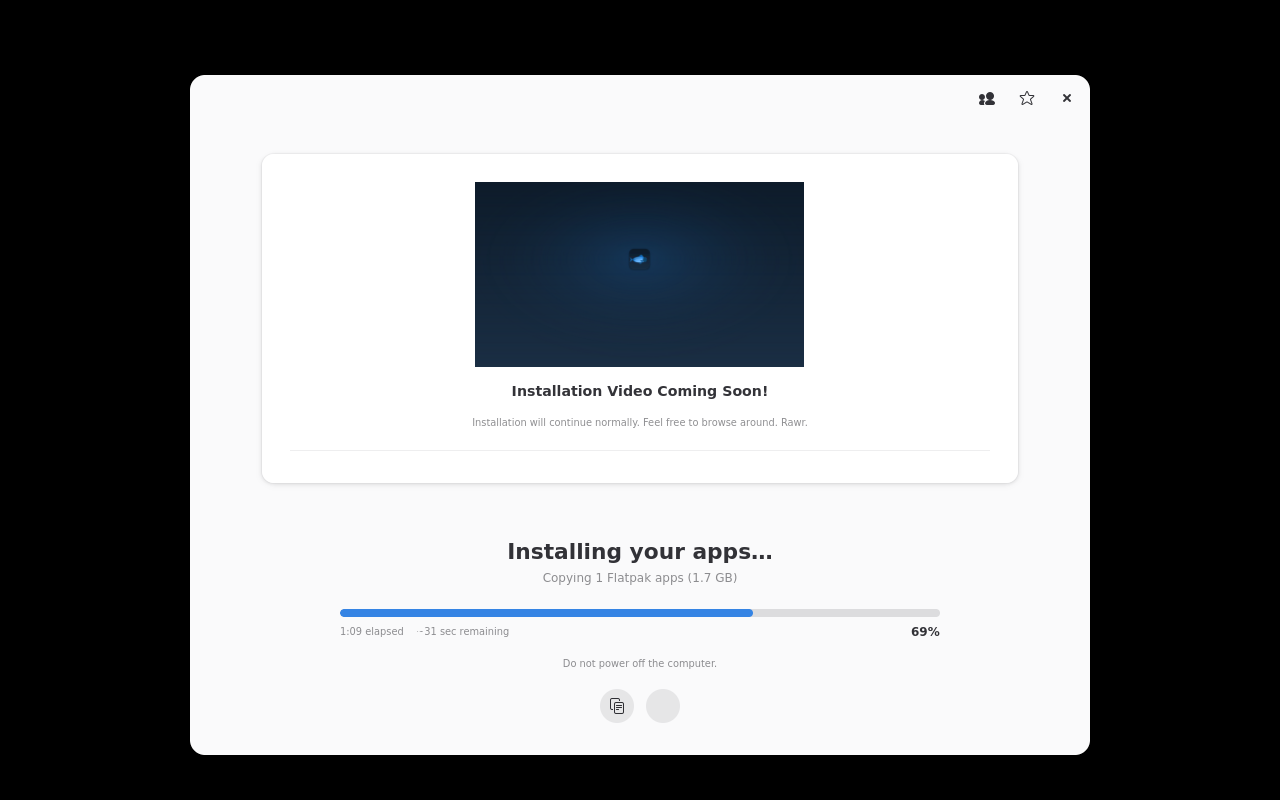 Installation Video Coming Soon!
Installation will continue normally. Feel free to browse around. Rawr.
Installing your apps…
Copying 1 Flatpak apps (1.7 GB)
1:09 elapsed · ~31 sec remaining 69%
Do not power off the computer.